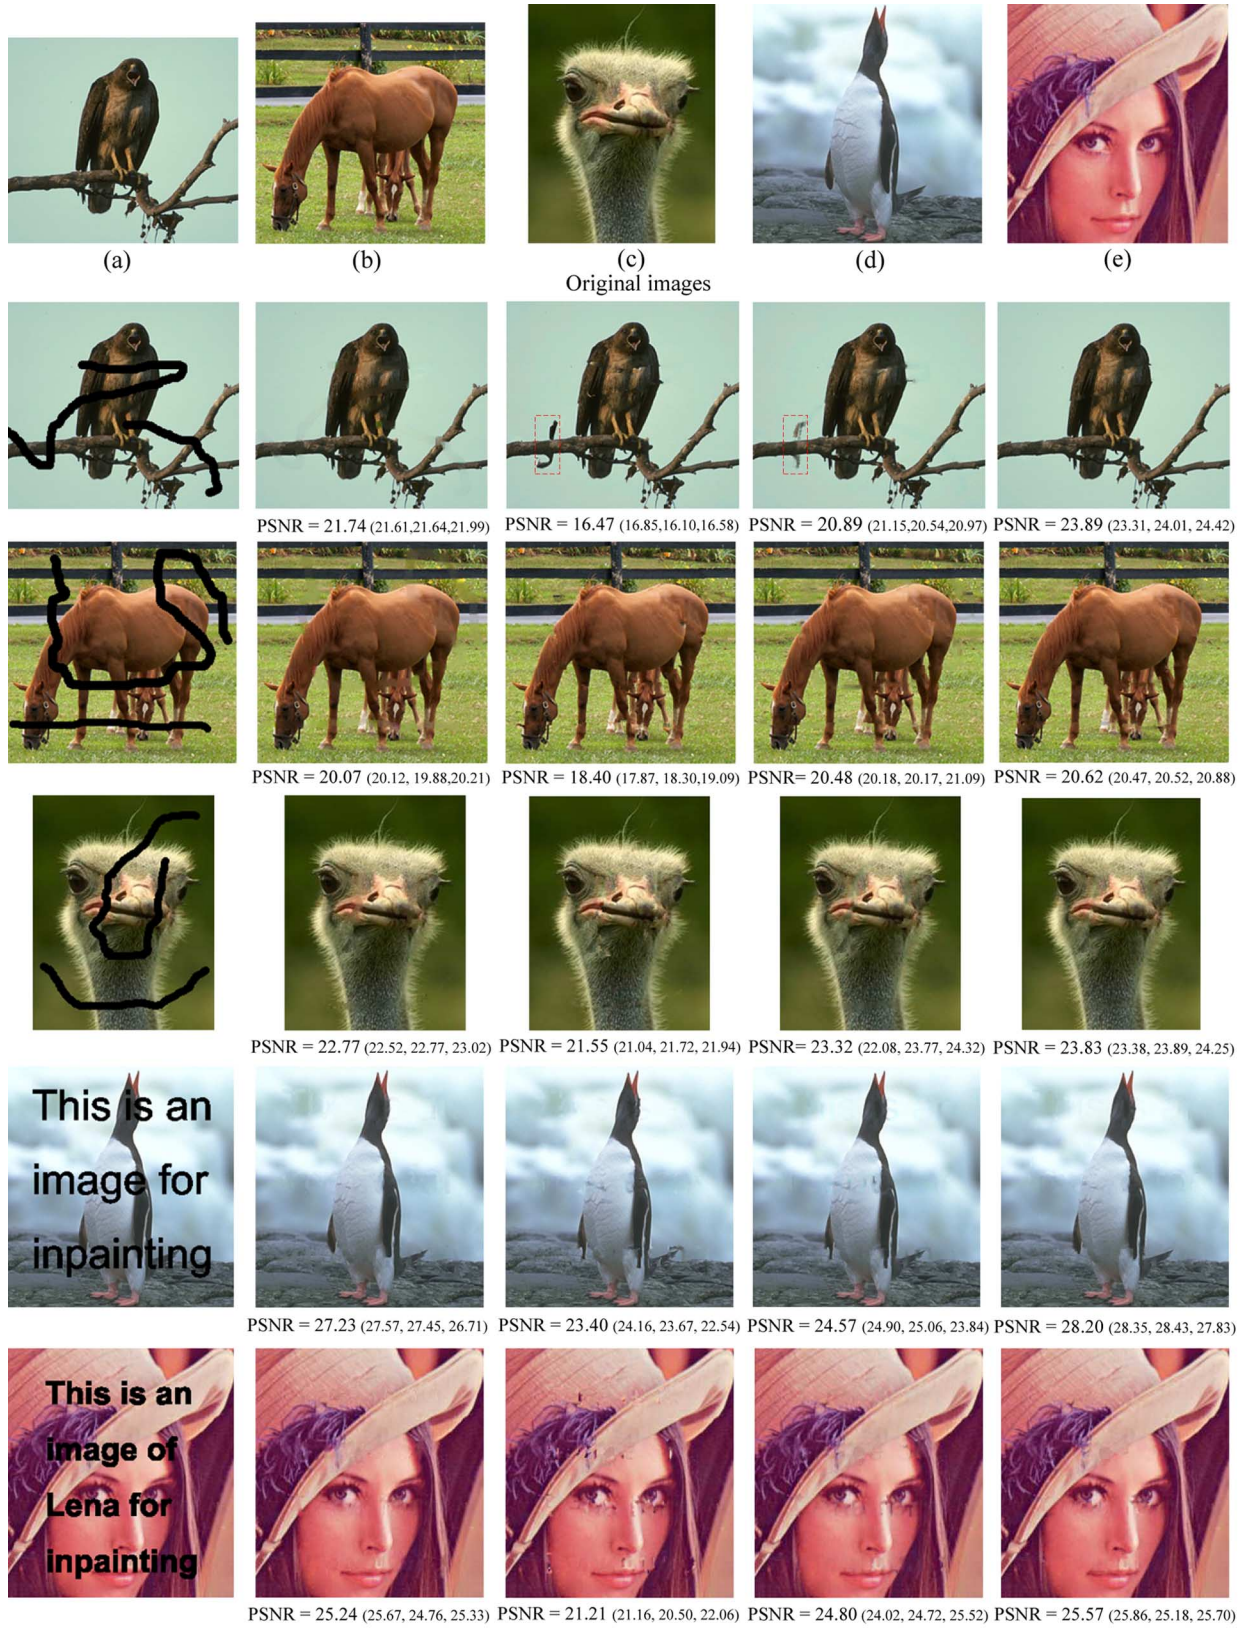 (a) (b) (c) (d) (e)
Original images
PSNR = 21.74 (21.61,21.64,21.99) PSNR = 16.47 (16.85,16.10,16.58) PSNR = 20.89 (21.15,20.54,20.97) PSNR = 23.89 (23.31, 24.01, 24.42)
PSNR = 20.07 (20.12, 19.88,20.21) PSNR = 18.40 (17.87, 18.30,19.09) PSNR= 20.48 (20.18, 20.17, 21.09) PSNR = 20.62 (20.47, 20.52, 20.88)
PSNR = 22.77 (22.52, 22.77, 23.02) PSNR = 21.55 (21.04, 21.72, 21.94) PSNR= 23.32 (22.08, 23.77, 24.32) PSNR = 23.83 (23.38, 23.89, 24.25)
This is an
image for
inpainting
PSNR = 27.23 (27.57, 27.45, 26.71) PSNR = 23.40 (24.16, 23.67, 22.54) PSNR = 24.57 (24.90, 25.06, 23.84) PSNR = 28.20 (28.35, 28.43, 27.83)
This is an
image of
Lena for
inpainting
PSNR = 25.24 (25.67, 24.76, 25.33) PSNR = 21.21 (21.16, 20.50, 22.06) PSNR = 24.80 (24.02, 24.72, 25.52) PSNR = 25.57 (25.86, 25.18, 25.70)